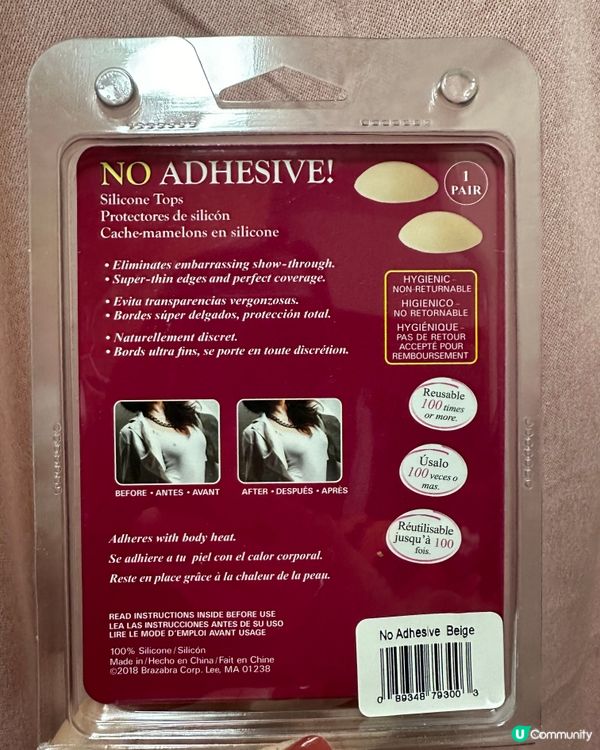 NO ADHESIVE!
Silicone Tops
Protectores de silicón
Cache-mamelons en silicone
1
PAIR
• Eliminates embarrassing show-through.
• Super-thin edges and perfect coverage.
• Evita transparencias vergonzosas.
• Bordes súper delgados, protección total.
• Naturellement discret.
• Bords ultra fins, se porte en toute discrétion.
HYGIENIC –
NON-RETURNABLE
HIGIENICO –
NO RETORNABLE
HYGIÉNIQUE –
PAS DE RETOUR
ACCEPTÉ POUR
REMBOURSEMENT
Reusable
100 times
or more.
Úsalo
100 veces o
mas.
Réutilisable
jusqu'à 100
fois.
BEFORE • ANTES • AVANT
AFTER • DESPUÉS • APRÈS
Adheres with body heat.
Se adhiere a tu piel con el calor corporal.
Reste en place grâce à la chaleur de la peau.
READ INSTRUCTIONS INSIDE BEFORE USE
LEA LAS INSTRUCCIONES ANTES DE SU USO
LIRE LE MODE D'EMPLOI AVANT USAGE
100% Silicone/Silicón
Made in/Hecho en China/Fait en Chine
©2018 Brazabra Corp. Lee, MA 01238
No Adhesive Beige
0 89348 79300 3
U Community